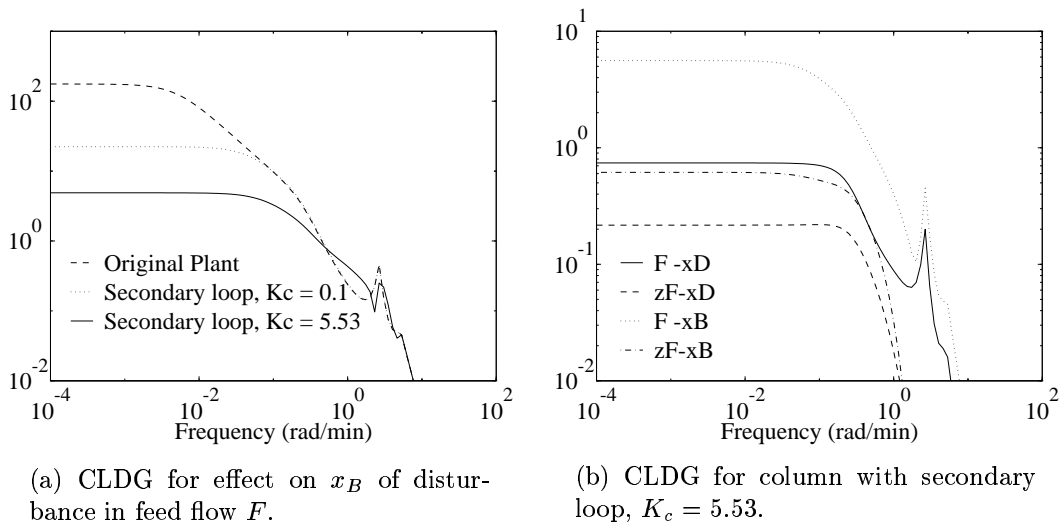 10^2
10^0
10^-2
Original Plant
Secondary loop, Kc = 0.1
Secondary loop, Kc = 5.53
10^-4 10^-2 10^0 10^2
Frequency (rad/min)
(a) CLDG for effect on x_B of distur-
bance in feed flow F.
10^1
10^0
10^-1
10^-2
F -xD
zF-xD
F -xB
zF-xB
10^-4 10^-2 10^0 10^2
Frequency (rad/min)
(b) CLDG for column with secondary
loop, K_c = 5.53.